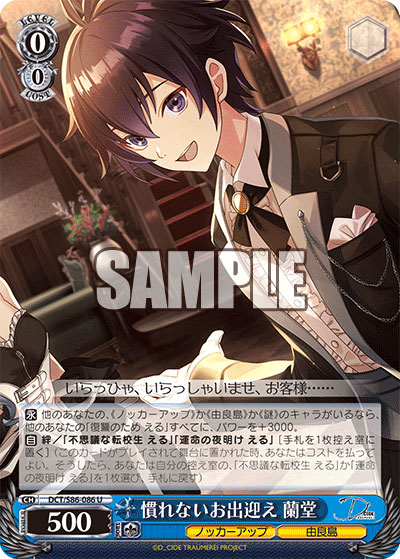 LEVEL
0
0
COST
SAMPLE
いらっひゃ、いらっしゃいませ、お客様……
永 他のあなたの、《ノッカーアップ》か《由良島》か《謎》のキャラがいるなら、
他のあなたの「復讐のため える」すべてに、パワーを＋3000。
自 絆／「不思議な転校生 える」「運命の夜明け える」 [手札を1枚控え室に
置く] （このカードがプレイされて舞台に置かれた時、あなたはコストを払ってよ
い。そうしたら、あなたは自分の控え室の、「不思議な転校生 える」か「運命
の夜明け える」を1枚選び、手札に戻す）
CH DCT/S86-086 U
500
慣れないお出迎え 蘭堂
ノッカーアップ 由良島
©D_CIDE TRAUMEREI PROJECT